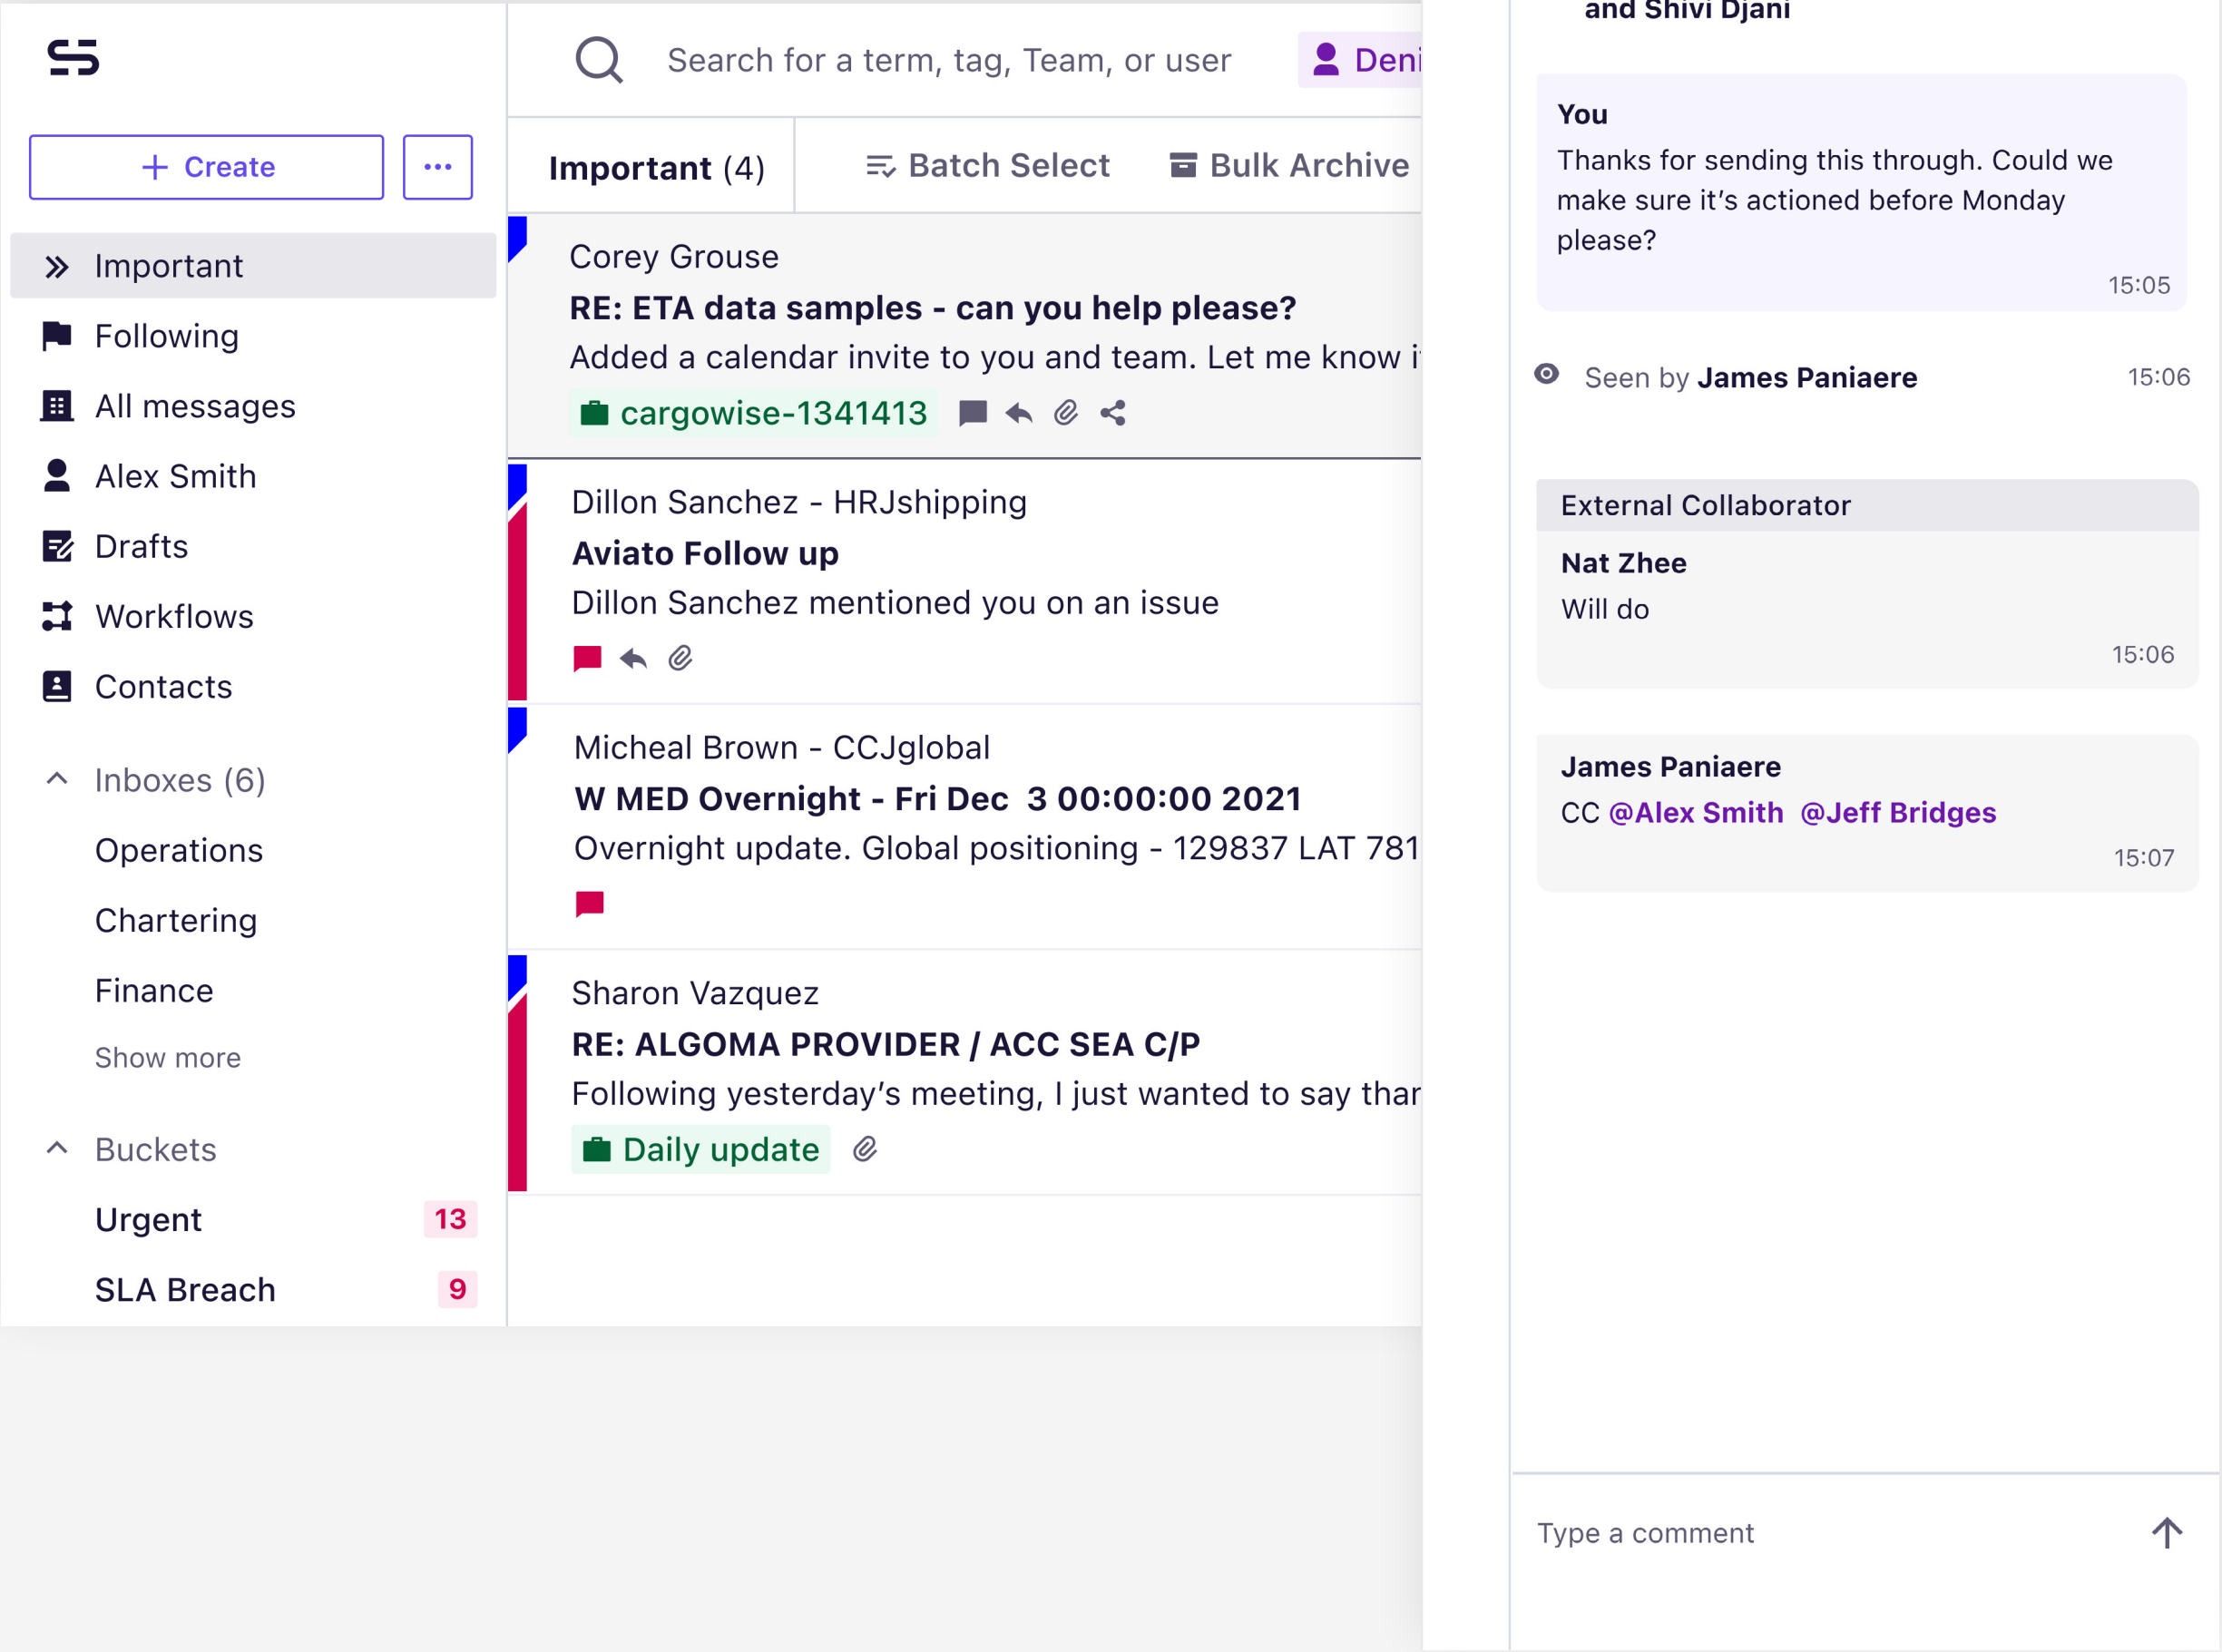 Create
Important
Following
All messages
Alex Smith
Drafts
Workflows
Contacts
Inboxes (6)
Operations
Chartering
Finance
Show more
Buckets
Urgent 13
SLA Breach 9
Search for a term, tag, Team, or user
Important (4) Batch Select Bulk Archive
Corey Grouse
RE: ETA data samples - can you help please?
Added a calendar invite to you and team. Let me know
cargowise-1341413
Dillon Sanchez - HRJshipping
Aviato Follow up
Dillon Sanchez mentioned you on an issue
Micheal Brown - CCJglobal
W MED Overnight - Fri Dec  3 00:00:00 2021
Overnight update. Global positioning - 129837 LAT 781
Sharon Vazquez
RE: ALGOMA PROVIDER / ACC SEA C/P
Following yesterday’s meeting, I just wanted to say
Daily update
and Shivi Djani
You
Thanks for sending this through. Could we
make sure it’s actioned before Monday
please?
15:05
Seen by James Paniaere 15:06
External Collaborator
Nat Zhee
Will do
15:06
James Paniaere
CC @Alex Smith @Jeff Bridges
15:07
Type a comment